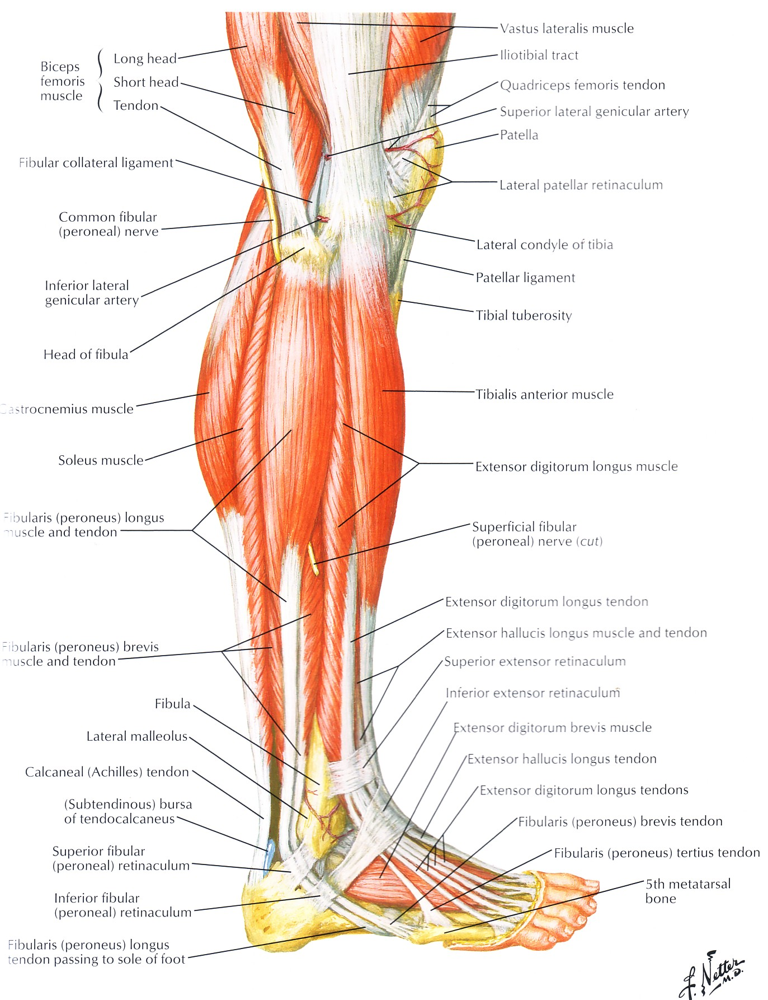 Vastus lateralis muscle
Iliotibial tract
Quadriceps femoris tendon
Superior lateral genicular artery
Patella
Lateral patellar retinaculum
Lateral condyle of tibia
Patellar ligament
Tibial tuberosity
Tibialis anterior muscle
Extensor digitorum longus muscle
Superficial fibular
(peroneal) nerve (cut)
Extensor digitorum longus tendon
Extensor hallucis longus muscle and tendon
Superior extensor retinaculum
Inferior extensor retinaculum
Extensor digitorum brevis muscle
Extensor hallucis longus tendon
Extensor digitorum longus tendons
Fibularis (peroneus) brevis tendon
Fibularis (peroneus) tertius tendon
5th metatarsal
bone
Biceps
femoris
muscle
Long head
Short head
Tendon
Fibular collateral ligament
Common fibular
(peroneal) nerve
Inferior lateral
genicular artery
Head of fibula
Gastrocnemius muscle
Soleus muscle
Fibularis (peroneus) longus
muscle and tendon
Fibularis (peroneus) brevis
muscle and tendon
Fibula
Lateral malleolus
Calcaneal (Achilles) tendon
(Subtendinous) bursa
of tendocalcaneus
Superior fibular
(peroneal) retinaculum
Inferior fibular
(peroneal) retinaculum
Fibularis (peroneus) longus
tendon passing to sole of foot
F. Netter
M.D.